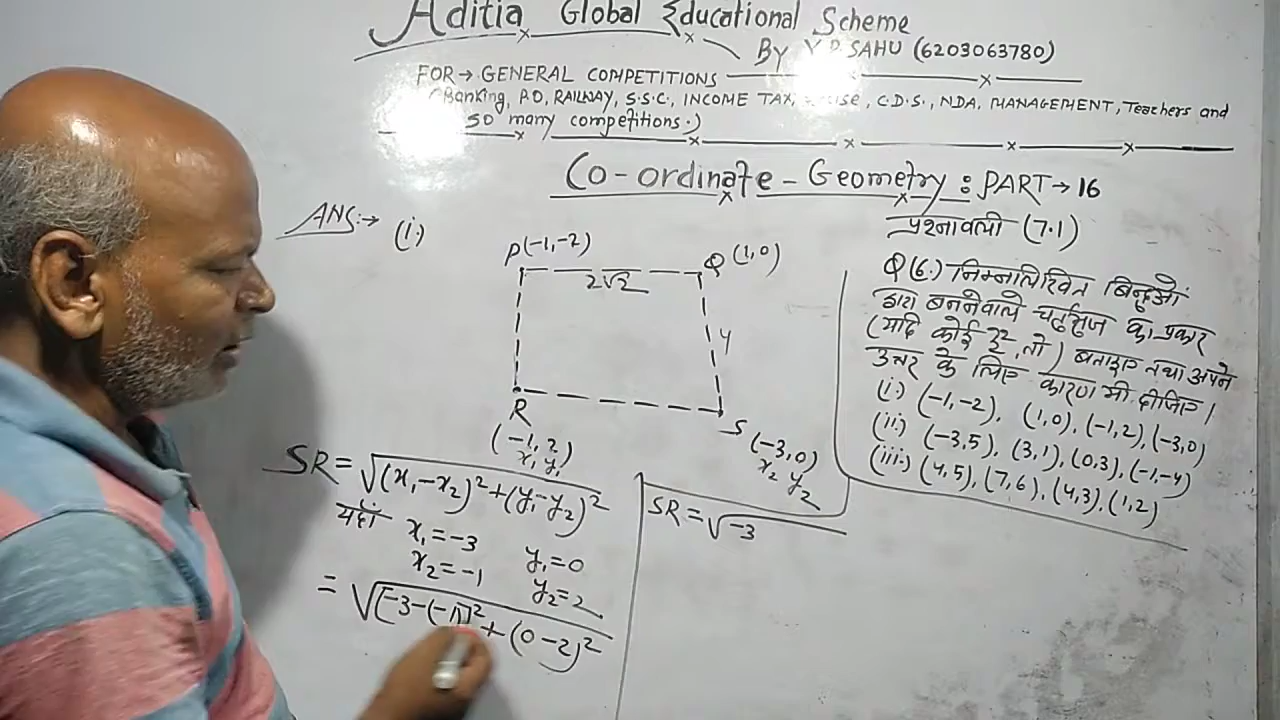 Aditia Global Educational Scheme
By Y.P. SAHU (6203063780)
FOR→ GENERAL COMPETITIONS
(Banking, P.O, RAILWAY, S.S.C., INCOME TAX, C.D.S., NDA, MANAGEMENT, Teachers and
so many competitions.)
Co-ordinate-Geometry: PART→16
ANS:→ (i.)
प्रश्नावली (7.1)
Q(6.) निम्नलिखित बिन्दुओं
द्वारा बननेवाले चर्तुभुज का प्रकार
(यदि कोई है, तो) बताइए तथा अपने
उत्तर के लिए कारण भी दीजिए।
(i.) (-1,-2), (1,0), (-1,2), (-3,0)
(ii.) (-3,5), (3,1), (0,3), (-1,-4)
(iii.) (4,5), (7,6), (4,3), (1,2)
P(-1,-2)
Q (1,0)
2√2
4
R
(-1,2)
x₁ y₁
S (-3,0)
x₂ y₂
SR=√(x₁-x₂)²+(y₁-y₂)²
यहाँ x₁=-3 y₁=0
x₂=-1 y₂=2
=√[-3-(-1)]²+(0-2)²
SR=√-3